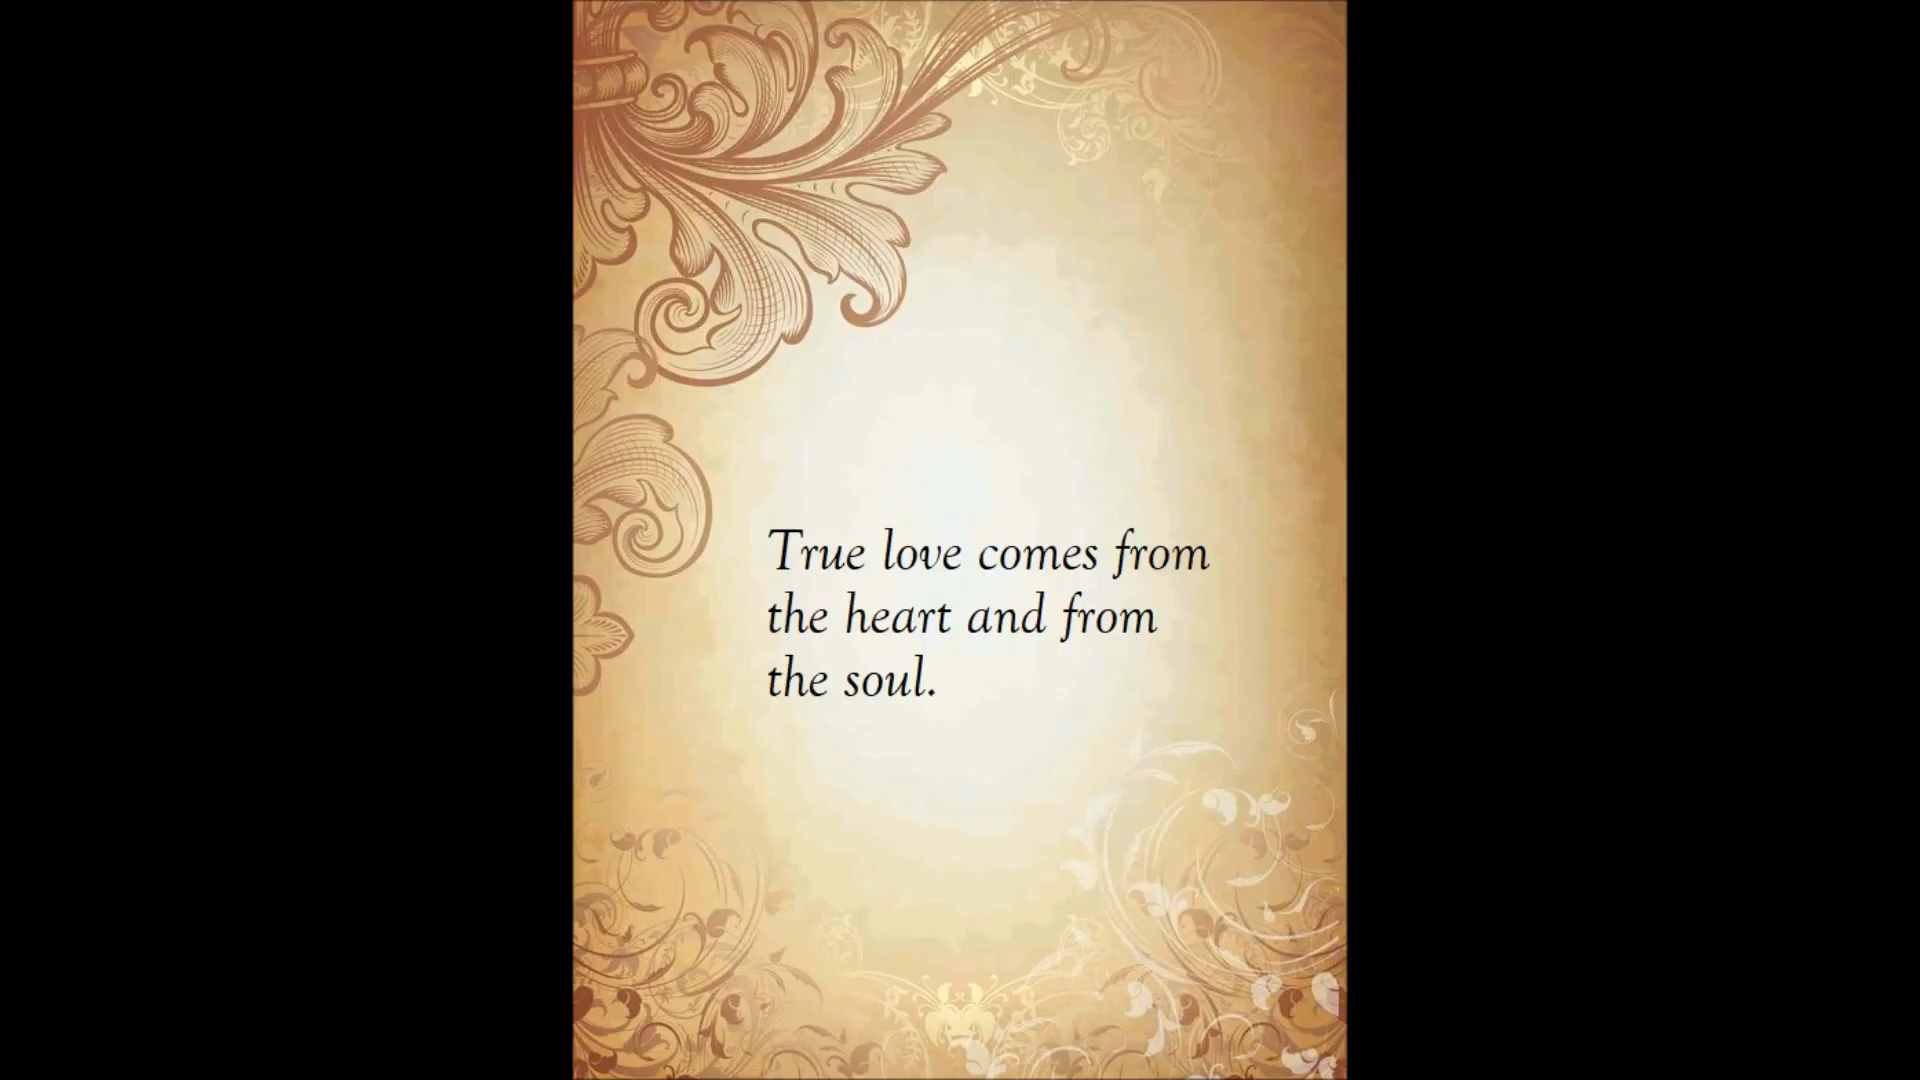 True love comes from
the heart and from
the soul.